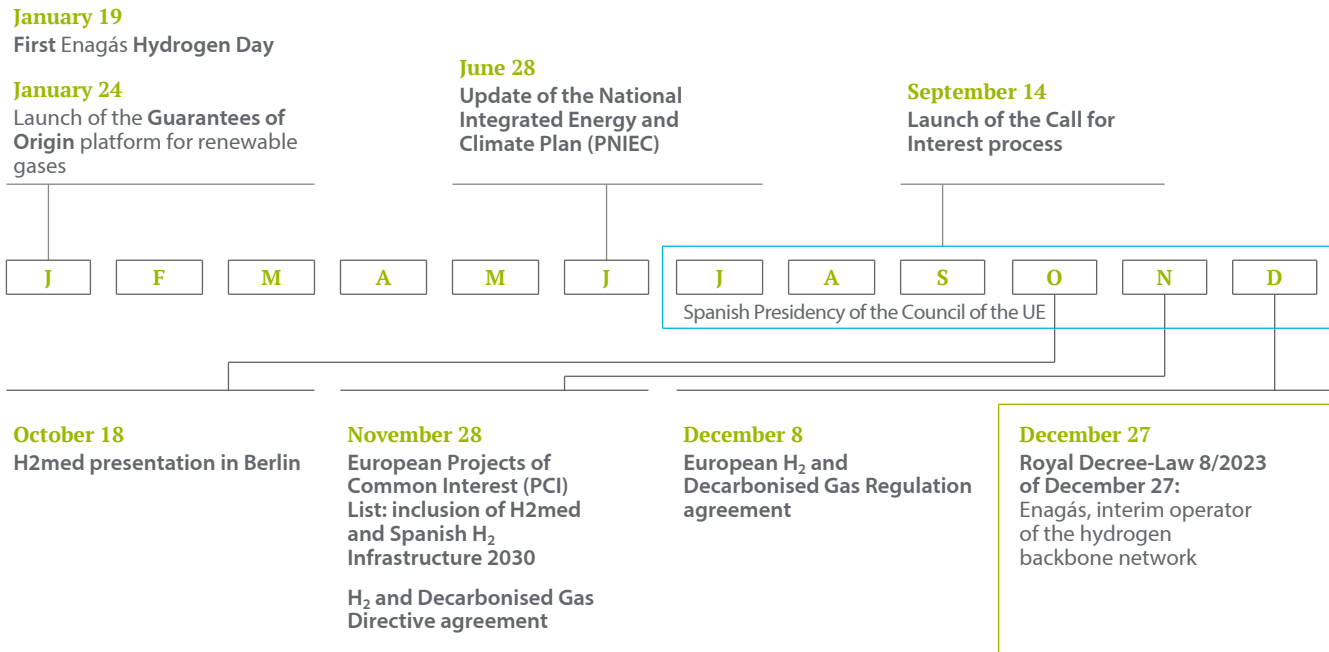 January 19
First Enagás Hydrogen Day
January 24
Launch of the Guarantees of
Origin platform for renewable
gases
June 28
Update of the National
Integrated Energy and
Climate Plan (PNIEC)
September 14
Launch of the Call for
Interest process
J F M A M J J A S O N D
Spanish Presidency of the Council of the UE
October 18
H2med presentation in Berlin
November 28
European Projects of
Common Interest (PCI)
List: inclusion of H2med
and Spanish H₂
Infrastructure 2030
H₂ and Decarbonised Gas
Directive agreement
December 8
European H₂ and
Decarbonised Gas Regulation
agreement
December 27
Royal Decree-Law 8/2023
of December 27:
Enagás, interim operator
of the hydrogen
backbone network